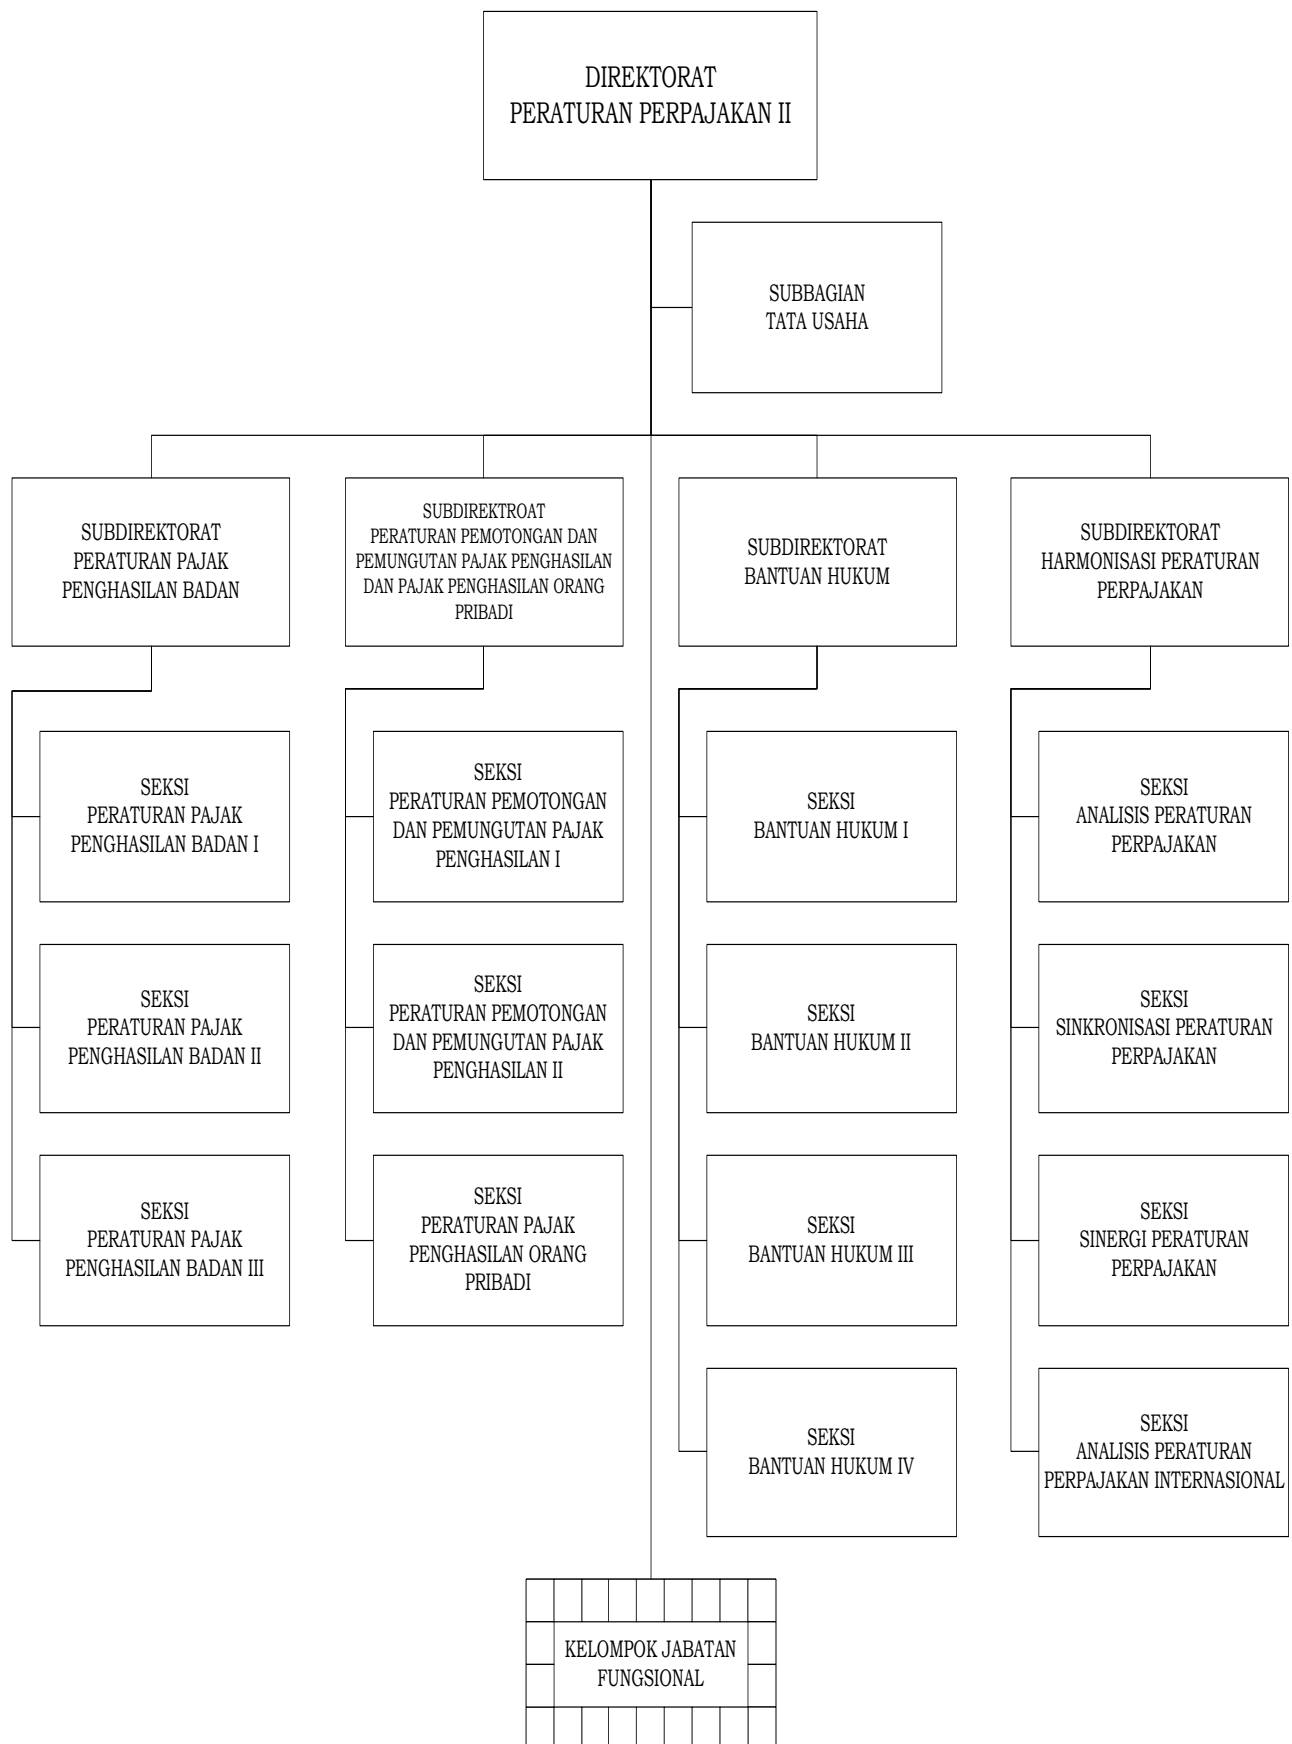 DIREKTORAT
PERATURAN PERPAJAKAN II
SUBBAGIAN
TATA USAHA
SUBDIREKTORAT
PERATURAN PAJAK
PENGHASILAN BADAN
SUBDIREKTROAT
PERATURAN PEMOTONGAN DAN
PEMUNGUTAN PAJAK PENGHASILAN
DAN PAJAK PENGHASILAN ORANG
PRIBADI
SUBDIREKTORAT
BANTUAN HUKUM
SUBDIREKTORAT
HARMONISASI PERATURAN
PERPAJAKAN
SEKSI
PERATURAN PAJAK
PENGHASILAN BADAN I
SEKSI
PERATURAN PEMOTONGAN
DAN PEMUNGUTAN PAJAK
PENGHASILAN I
SEKSI
BANTUAN HUKUM I
SEKSI
ANALISIS PERATURAN
PERPAJAKAN
SEKSI
PERATURAN PAJAK
PENGHASILAN BADAN II
SEKSI
PERATURAN PEMOTONGAN
DAN PEMUNGUTAN PAJAK
PENGHASILAN II
SEKSI
BANTUAN HUKUM II
SEKSI
SINKRONISASI PERATURAN
PERPAJAKAN
SEKSI
PERATURAN PAJAK
PENGHASILAN BADAN III
SEKSI
PERATURAN PAJAK
PENGHASILAN ORANG
PRIBADI
SEKSI
BANTUAN HUKUM III
SEKSI
SINERGI PERATURAN
PERPAJAKAN
SEKSI
BANTUAN HUKUM IV
SEKSI
ANALISIS PERATURAN
PERPAJAKAN INTERNASIONAL
KELOMPOK JABATAN
FUNGSIONAL